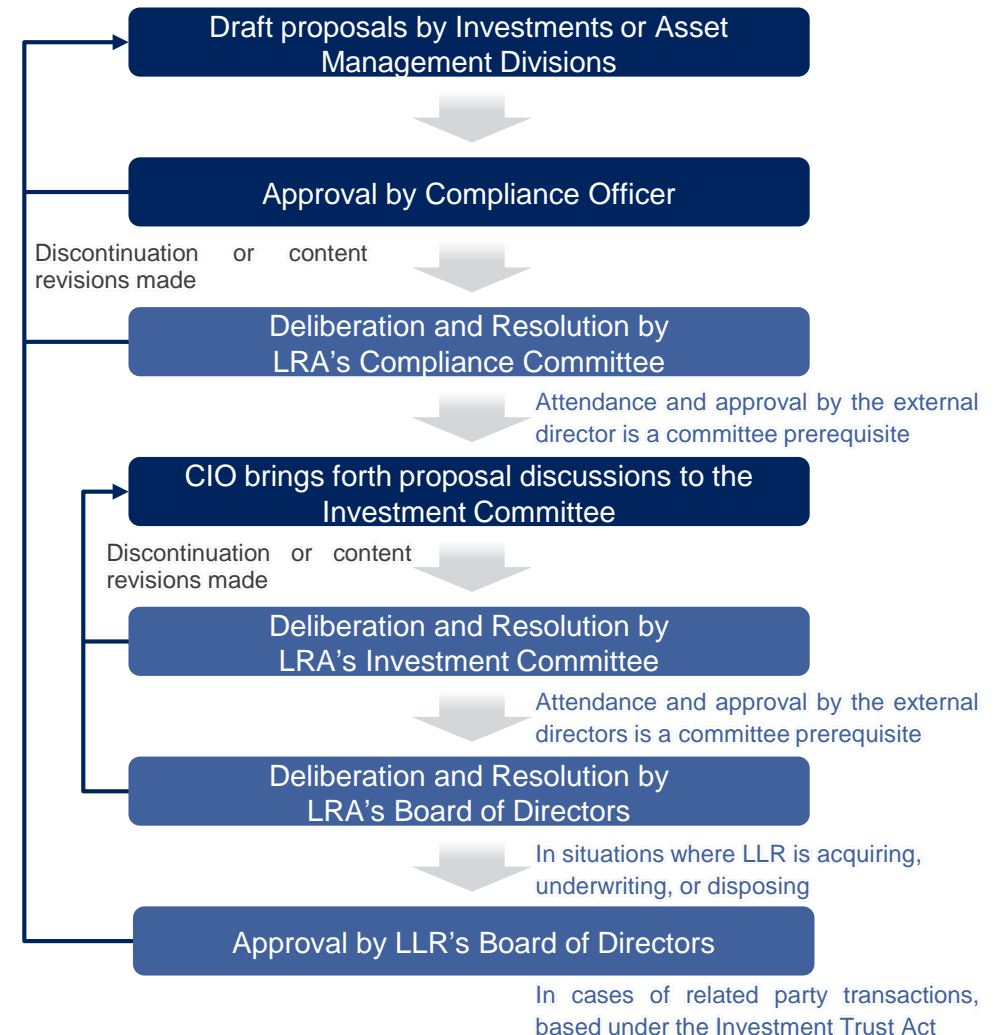 Draft proposals by Investments or Asset
Management Divisions
Approval by Compliance Officer
Discontinuation or content
revisions made
Deliberation and Resolution by
LRA's Compliance Committee
Attendance and approval by the external
director is a committee prerequisite
CIO brings forth proposal discussions to the
Investment Committee
Discontinuation or content
revisions made
Deliberation and Resolution by
LRA's Investment Committee
Attendance and approval by the external
directors is a committee prerequisite
Deliberation and Resolution by
LRA's Board of Directors
In situations where LLR is acquiring,
underwriting, or disposing
Approval by LLR's Board of Directors
In cases of related party transactions,
based under the Investment Trust Act